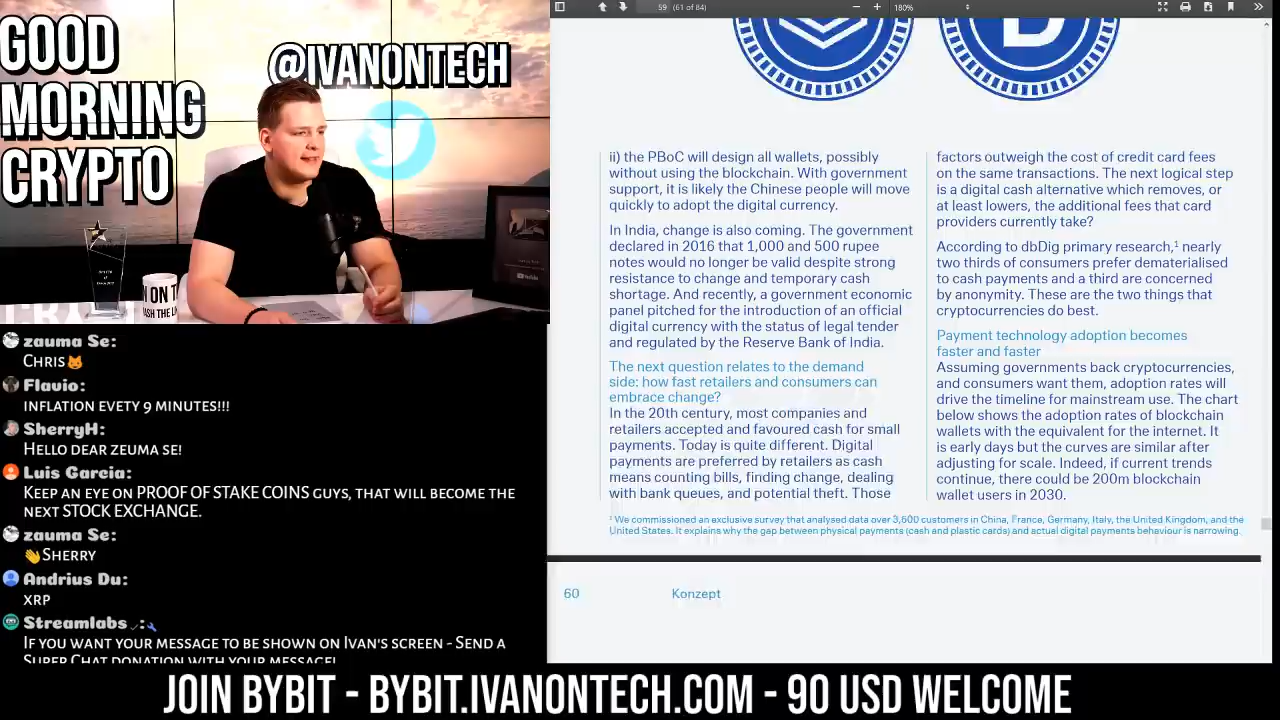 GOOD
MORNING
CRYPTO
@IVANONTECH
zauma Se:
CHRIS🐱
Flavio:
INFLATION EVETY 9 MINUTES!!!
SherryH:
HELLO DEAR ZEUMA SE!
Luis Garcia:
KEEP AN EYE ON PROOF OF STAKE COINS GUYS, THAT WILL BECOME THE
NEXT STOCK EXCHANGE.
zauma Se:
👋SHERRY
Andrius Du:
XRP
Streamlabs
IF YOU WANT YOUR MESSAGE TO BE SHOWN ON IVAN'S SCREEN - SEND A
SUPER CHAT DONATION WITH YOUR MESSAGE!
59 (61 of 84)
180%
ii) the PBoC will design all wallets, possibly
without using the blockchain. With government
support, it is likely the Chinese people will move
quickly to adopt the digital currency.
In India, change is also coming. The government
declared in 2016 that 1,000 and 500 rupee
notes would no longer be valid despite strong
resistance to change and temporary cash
shortage. And recently, a government economic
panel pitched for the introduction of an official
digital currency with the status of legal tender
and regulated by the Reserve Bank of India.
The next question relates to the demand
side: how fast retailers and consumers can
embrace change?
In the 20th century, most companies and
retailers accepted and favoured cash for small
payments. Today is quite different. Digital
payments are preferred by retailers as cash
means counting bills, finding change, dealing
with bank queues, and potential theft. Those
factors outweigh the cost of credit card fees
on the same transactions. The next logical step
is a digital cash alternative which removes, or
at least lowers, the additional fees that card
providers currently take?
According to dbDig primary research,¹ nearly
two thirds of consumers prefer dematerialised
to cash payments and a third are concerned
by anonymity. These are the two things that
cryptocurrencies do best.
Payment technology adoption becomes
faster and faster
Assuming governments back cryptocurrencies,
and consumers want them, adoption rates will
drive the timeline for mainstream use. The chart
below shows the adoption rates of blockchain
wallets with the equivalent for the internet. It
is early days but the curves are similar after
adjusting for scale. Indeed, if current trends
continue, there could be 200m blockchain
wallet users in 2030.
¹ We commissioned an exclusive survey that analysed data over 3,600 customers in China, France, Germany, Italy, the United Kingdom, and the
United States. It explains why the gap between physical payments (cash and plastic cards) and actual digital payments behaviour is narrowing.
60 Konzept
JOIN BYBIT - BYBIT.IVANONTECH.COM - 90 USD WELCOME